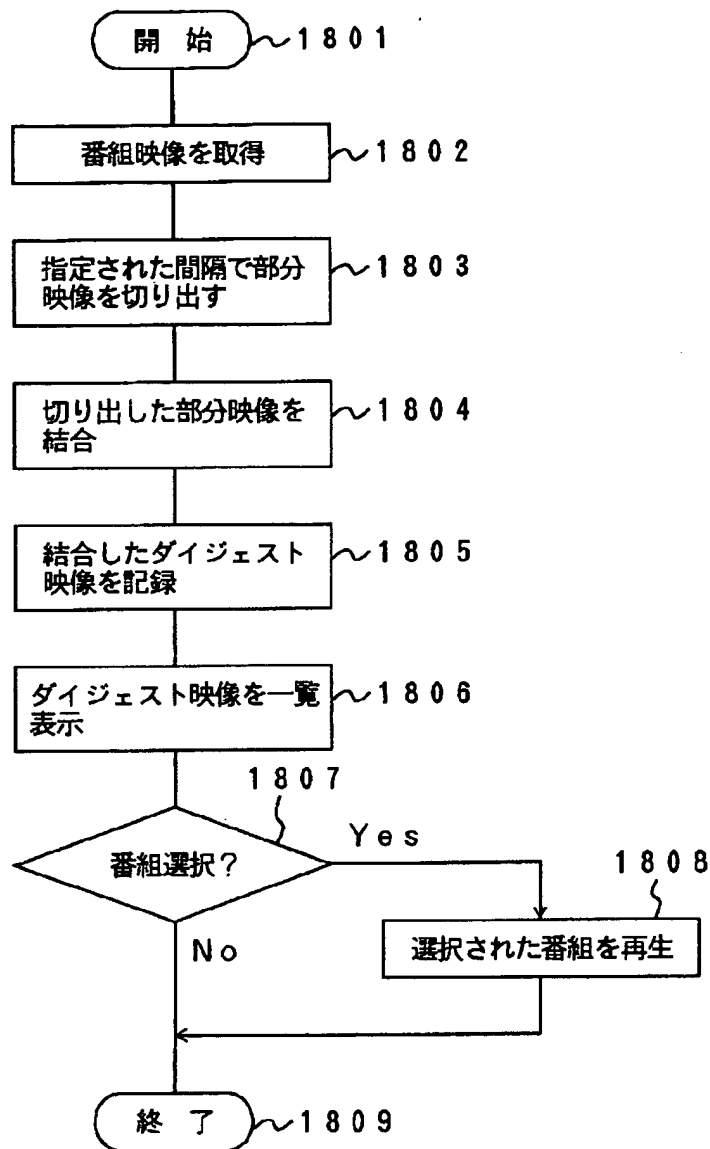 開 始
1801
番組映像を取得
1802
指定された間隔で部分
映像を切り出す
1803
切り出した部分映像を
結合
1804
結合したダイジェスト
映像を記録
1805
ダイジェスト映像を一覧
表示
1806
1807
番組選択?
Yes
No
1808
選択された番組を再生
終 了
1809